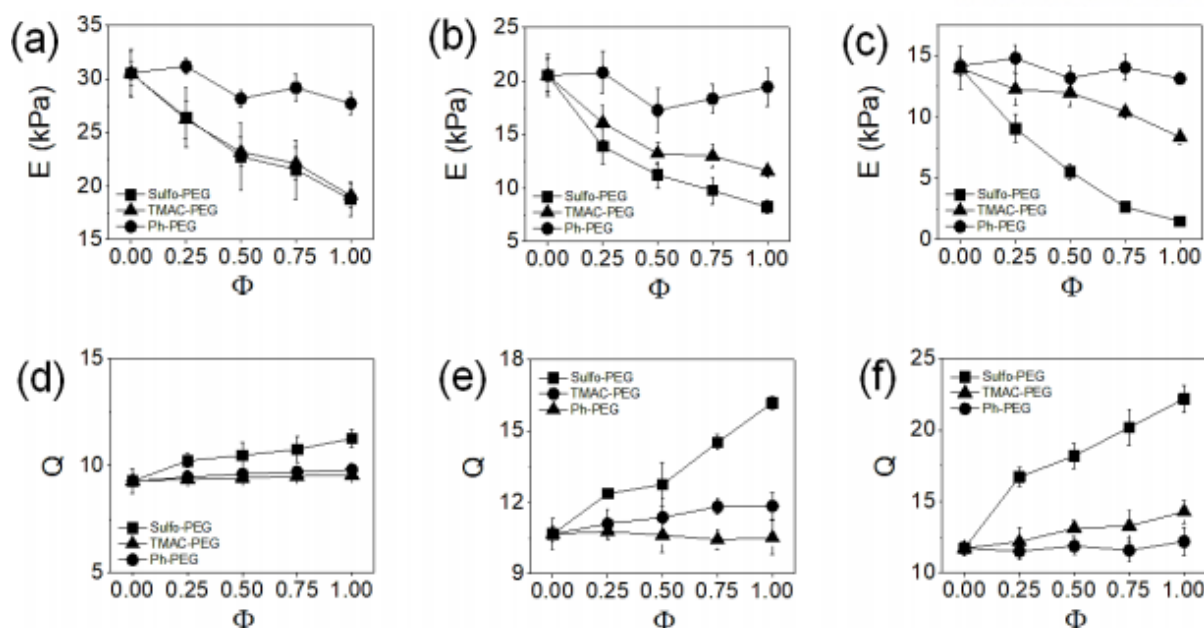 (a)
E (kPa)
35
30
25
20
15
Sulfo-PEG
TMAC-PEG
Ph-PEG
0.00 0.25 0.50 0.75 1.00
Φ
(b)
E (kPa)
25
20
15
10
5
Sulfo-PEG
TMAC-PEG
Ph-PEG
0.00 0.25 0.50 0.75 1.00
Φ
(c)
E (kPa)
15
10
5
0
Sulfo-PEG
TMAC-PEG
Ph-PEG
0.00 0.25 0.50 0.75 1.00
Φ
(d)
Q
15
10
5
Sulfo-PEG
TMAC-PEG
Ph-PEG
0.00 0.25 0.50 0.75 1.00
Φ
(e)
Q
18
15
12
9
Sulfo-PEG
TMAC-PEG
Ph-PEG
0.00 0.25 0.50 0.75 1.00
Φ
(f)
Q
25
20
15
10
Sulfo-PEG
TMAC-PEG
Ph-PEG
0.00 0.25 0.50 0.75 1.00
Φ